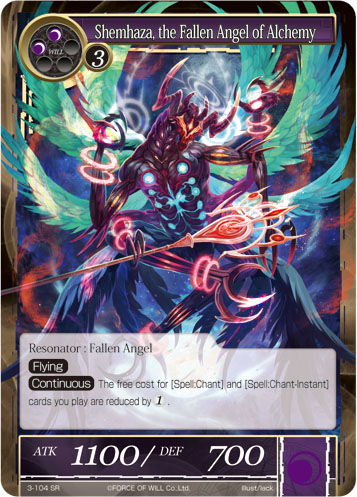 Shemhaza, the Fallen Angel of Alchemy
WILL
3
Resonator : Fallen Angel
Flying
Continuous The free cost for [Spell:Chant] and [Spell:Chant-Instant]
cards you play are reduced by 1 .
ATK 1100/ DEF 700
3-104 SR ©FORCE OF WILL Co.,Ltd. Illust/Jack